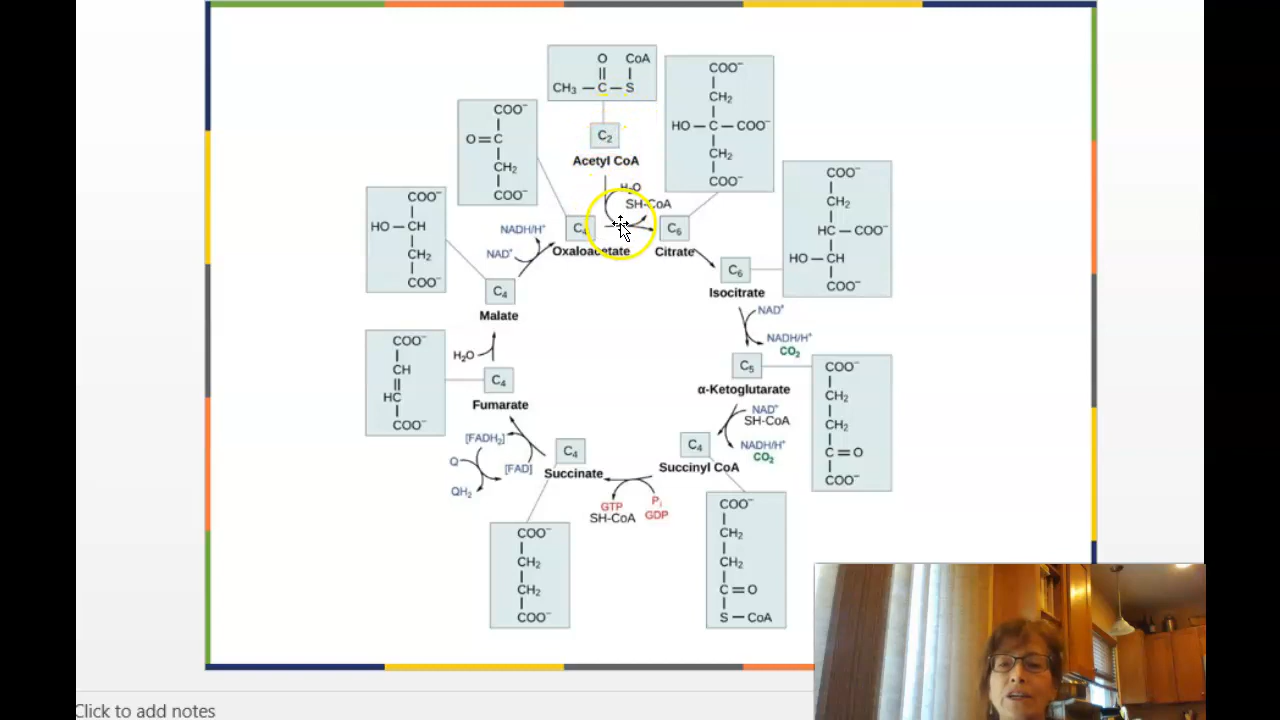 O CoA
||
CH₃ — C — S
C₂
Acetyl CoA
H₂O
SH-CoA
C₄
Oxaloacetate
COO⁻
O=C
CH₂
COO⁻
C₆
Citrate
COO⁻
CH₂
HO — C — COO⁻
CH₂
COO⁻
C₆
Isocitrate
COO⁻
CH₂
HC — COO⁻
HO — CH
COO⁻
NAD⁺
NADH/H⁺
CO₂
C₅
α-Ketoglutarate
COO⁻
CH₂
CH₂
C=O
COO⁻
NAD⁺
SH-CoA
NADH/H⁺
CO₂
C₄
Succinyl CoA
COO⁻
CH₂
CH₂
C=O
S — CoA
Pᵢ
GDP
GTP
SH-CoA
C₄
Succinate
COO⁻
CH₂
CH₂
COO⁻
[FAD]
[FADH₂]
Q
QH₂
C₄
Fumarate
COO⁻
CH
||
HC
COO⁻
H₂O
C₄
Malate
COO⁻
HO — CH
CH₂
COO⁻
NAD⁺
NADH/H⁺
Click to add notes